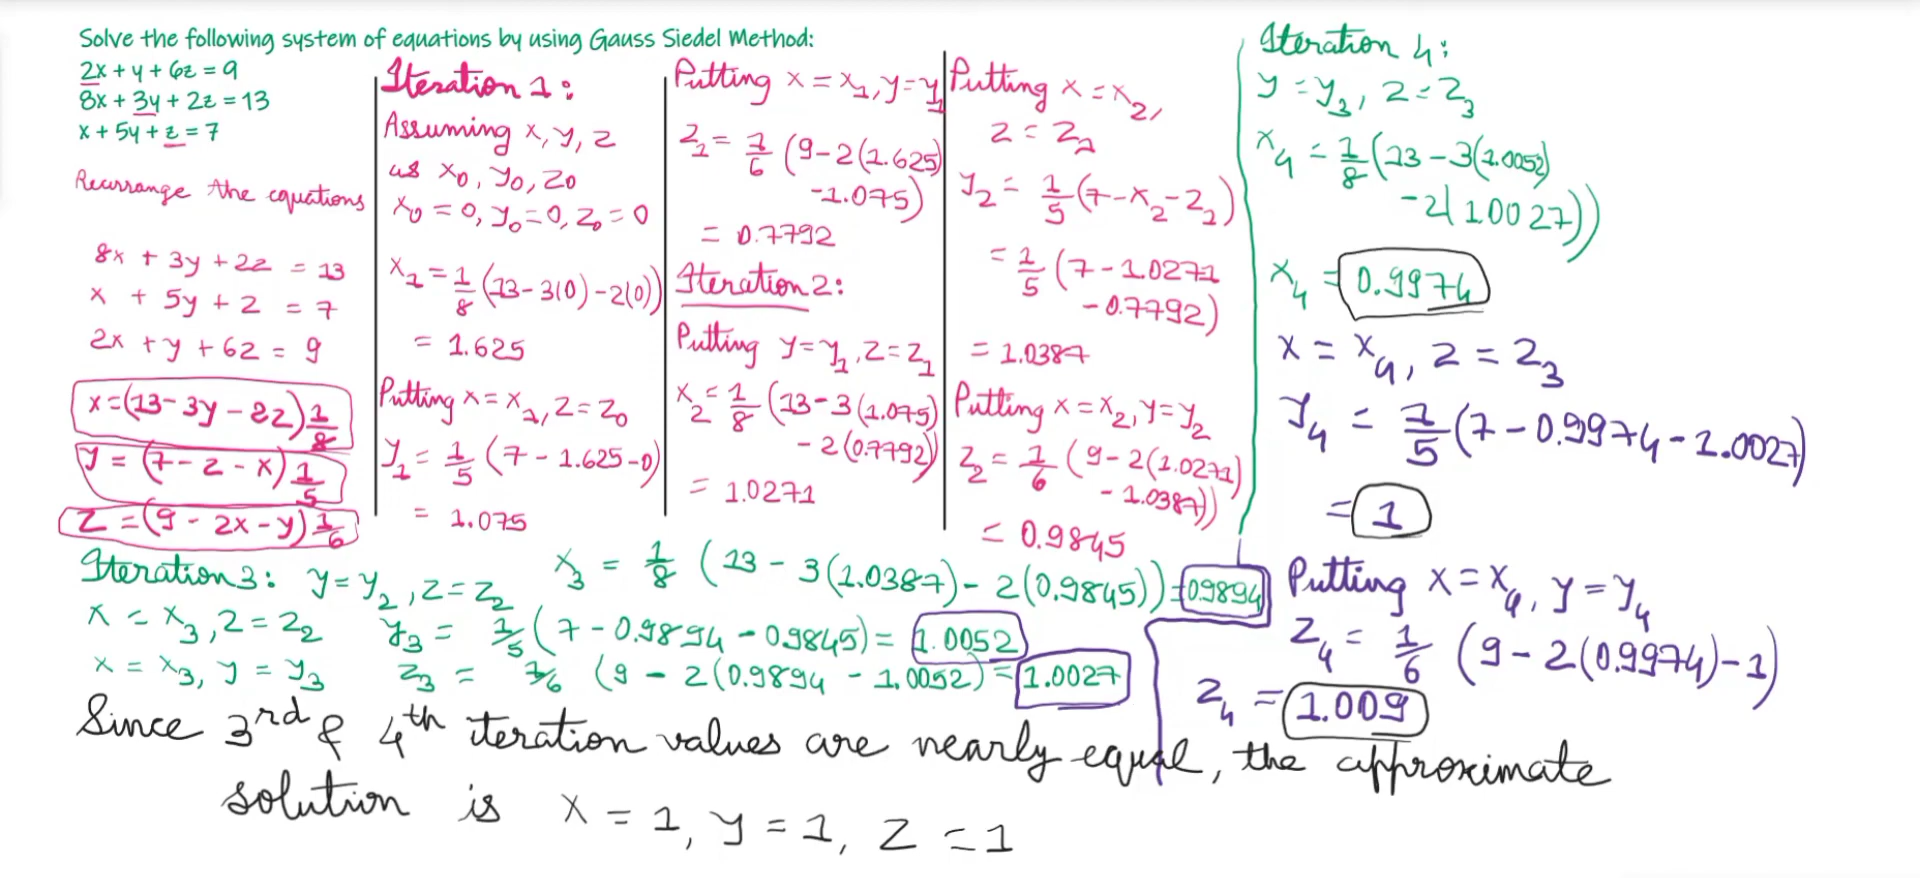 Solve the following system of equations by using Gauss Siedel Method:
2x + y + 6z = 9
8x + 3y + 2z = 13
x + 5y + z = 7
Rearrange the equations
8x + 3y + 2z = 13
x + 5y + z = 7
2x + y + 6z = 9
x = (13 - 3y - 2z) 1/8
y = (7 - z - x) 1/5
z = (9 - 2x - y) 1/6
Iteration 1:
Assuming x, y, z
as x0, y0, z0
x0 = 0, y0 = 0, z0 = 0
x1 = 1/8 (13 - 3(0) - 2(0))
= 1.625
Putting x = x1, z = z0
y1 = 1/5 (7 - 1.625 - 0)
= 1.075
Putting x = x1, y = y1
z1 = 1/6 (9 - 2(1.625)
- 1.075)
= 0.7792
Iteration 2:
Putting y = y1, z = z1
x2 = 1/8 (13 - 3(1.075)
- 2(0.7792))
= 1.0271
Putting x = x2,
z = z1
y2 = 1/5 (7 - x2 - z1)
= 1/5 (7 - 1.0271
- 0.7792)
= 1.0387
Putting x = x2, y = y2
z2 = 1/6 (9 - 2(1.0271)
- 1.0387))
= 0.9845
Iteration 3: y = y2, z = z2 x3 = 1/8 (13 - 3(1.0387) - 2(0.9845)) = 0.9894
x = x3, z = z2 y3 = 1/5 (7 - 0.9894 - 0.9845) = 1.0052
x = x3, y = y3 z3 = 1/6 (9 - 2(0.9894 - 1.0052) = 1.0027
Iteration 4:
y = y3, z = z3
x4 = 1/8 (13 - 3(1.0052)
- 2(1.0027))
x4 = 0.9974
x = x4, z = z3
y4 = 1/5 (7 - 0.9974 - 1.0027)
= 1
Putting x = x4, y = y4
z4 = 1/6 (9 - 2(0.9974) - 1)
z4 = 1.009
Since 3rd & 4th iteration values are nearly equal, the approximate
solution is x = 1, y = 1, z = 1